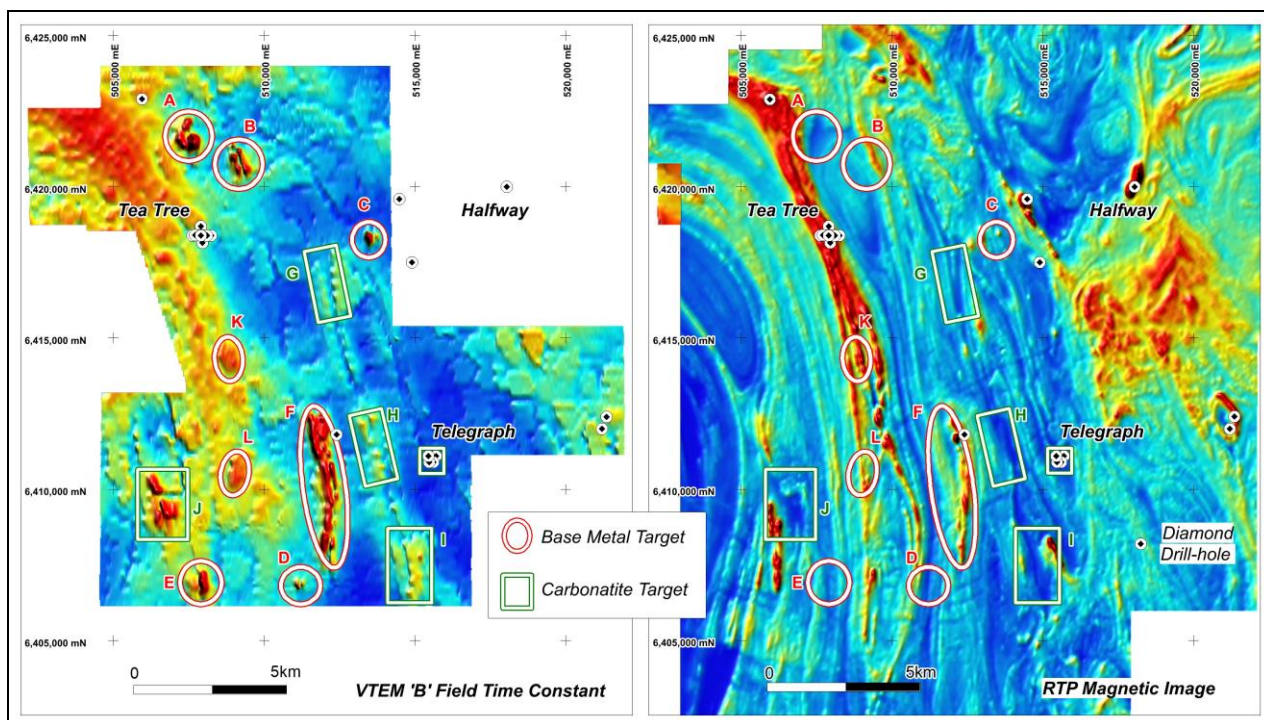 6,425,000 mN
505,000 mE
510,000 mE
515,000 mE
520,000 mE
A
B
6,420,000 mN
Tea Tree
Halfway
C
G
6,415,000 mN
K
F
H
Telegraph
L
6,410,000 mN
J
I
D
E
6,405,000 mN
Base Metal Target
Carbonatite Target
0
5km
VTEM 'B' Field Time Constant
6,425,000 mN
505,000 mE
510,000 mE
515,000 mE
520,000 mE
A
B
6,420,000 mN
Tea Tree
Halfway
C
G
6,415,000 mN
K
F
H
Telegraph
L
6,410,000 mN
J
I
Diamond
Drill-hole
D
E
6,405,000 mN
0
5km
RTP Magnetic Image